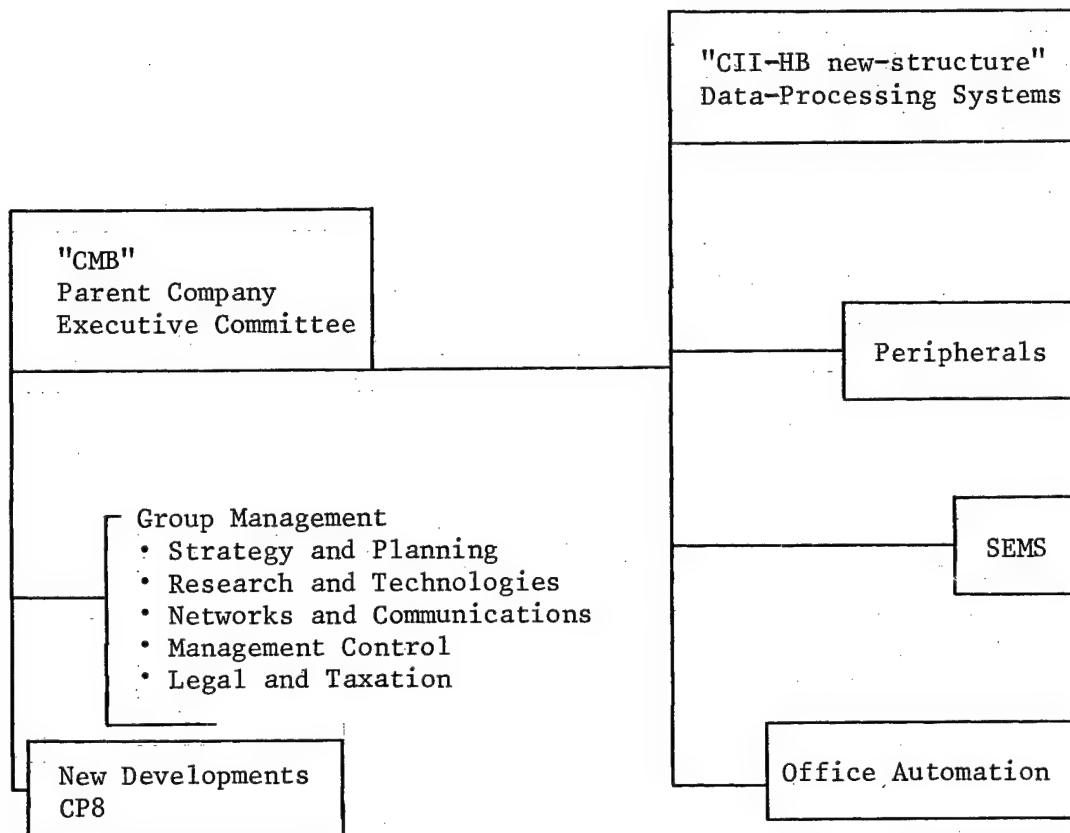 "CII-HB new-structure"
Data-Processing Systems
"CMB"
Parent Company
Executive Committee
Peripherals
Group Management
• Strategy and Planning
• Research and Technologies
• Networks and Communications
• Management Control
• Legal and Taxation
SEMS
New Developments
CP8
Office Automation